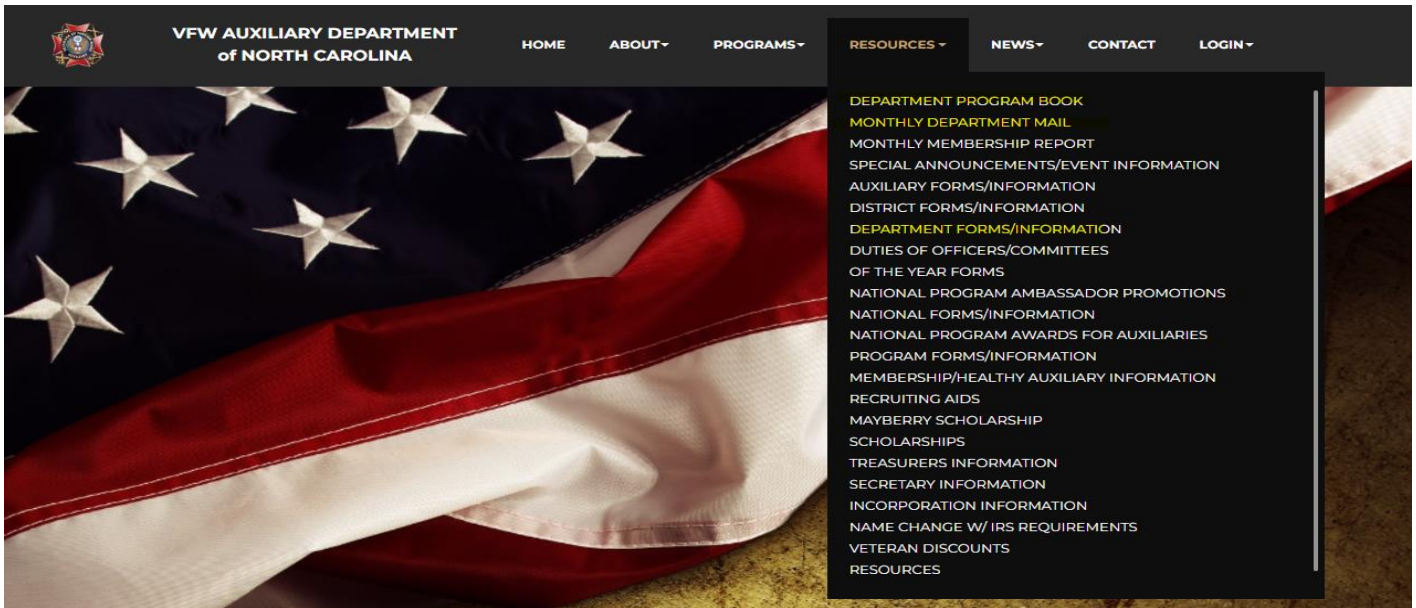 VFW AUXILIARY DEPARTMENT
of NORTH CAROLINA
HOME ABOUT PROGRAMS RESOURCES NEWS CONTACT LOGIN
DEPARTMENT PROGRAM BOOK
MONTHLY DEPARTMENT MAIL
MONTHLY MEMBERSHIP REPORT
SPECIAL ANNOUNCEMENTS/EVENT INFORMATION
AUXILIARY FORMS/INFORMATION
DISTRICT FORMS/INFORMATION
DEPARTMENT FORMS/INFORMATION
DUTIES OF OFFICERS/COMMITTEES
OF THE YEAR FORMS
NATIONAL PROGRAM AMBASSADOR PROMOTIONS
NATIONAL FORMS/INFORMATION
NATIONAL PROGRAM AWARDS FOR AUXILIARIES
PROGRAM FORMS/INFORMATION
MEMBERSHIP/HEALTHY AUXILIARY INFORMATION
RECRUITING AIDS
MAYBERRY SCHOLARSHIP
SCHOLARSHIPS
TREASURERS INFORMATION
SECRETARY INFORMATION
INCORPORATION INFORMATION
NAME CHANGE W/ IRS REQUIREMENTS
VETERAN DISCOUNTS
RESOURCES